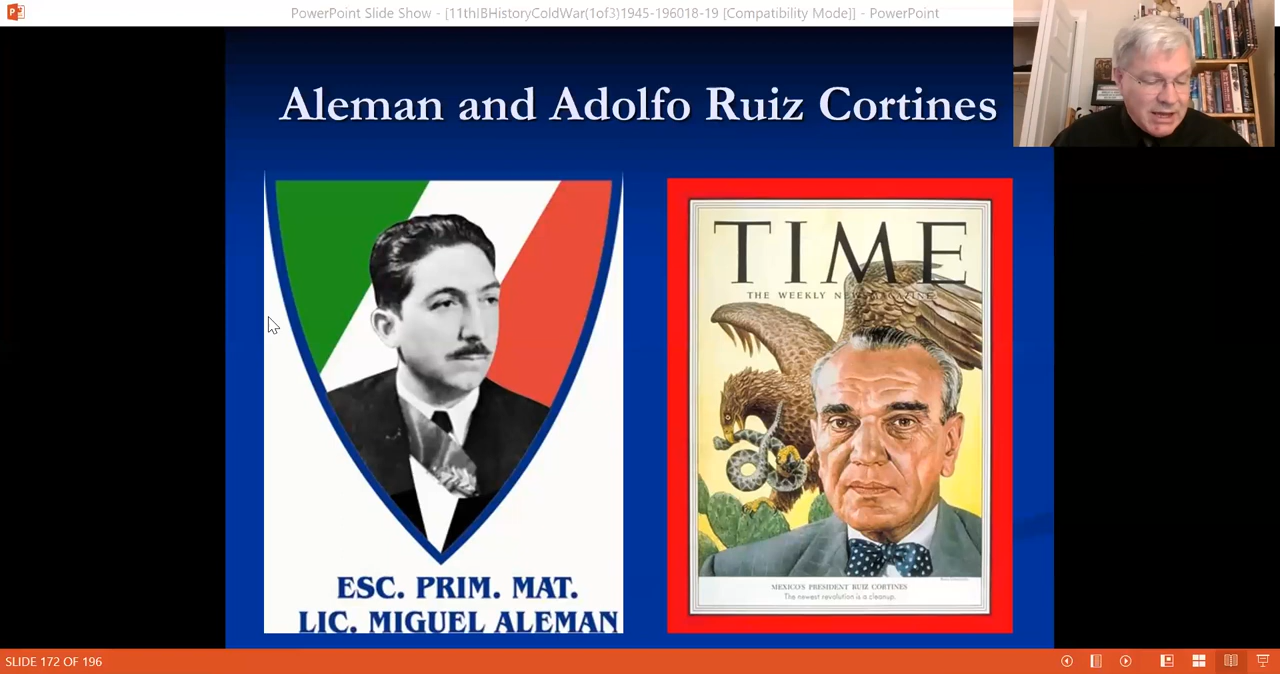 PowerPoint Slide Show - [11thIBHistoryColdWar(1of3)1945-196018-19 [Compatibility Mode]] - PowerPoint
Aleman and Adolfo Ruiz Cortines
TIME
THE WEEKLY NEWSMAGAZINE
MEXICO'S PRESIDENT RUIZ CORTINES
The newest revolution is a cleanup.
ESC. PRIM. MAT.
LIC. MIGUEL ALEMAN
SLIDE 172 OF 196